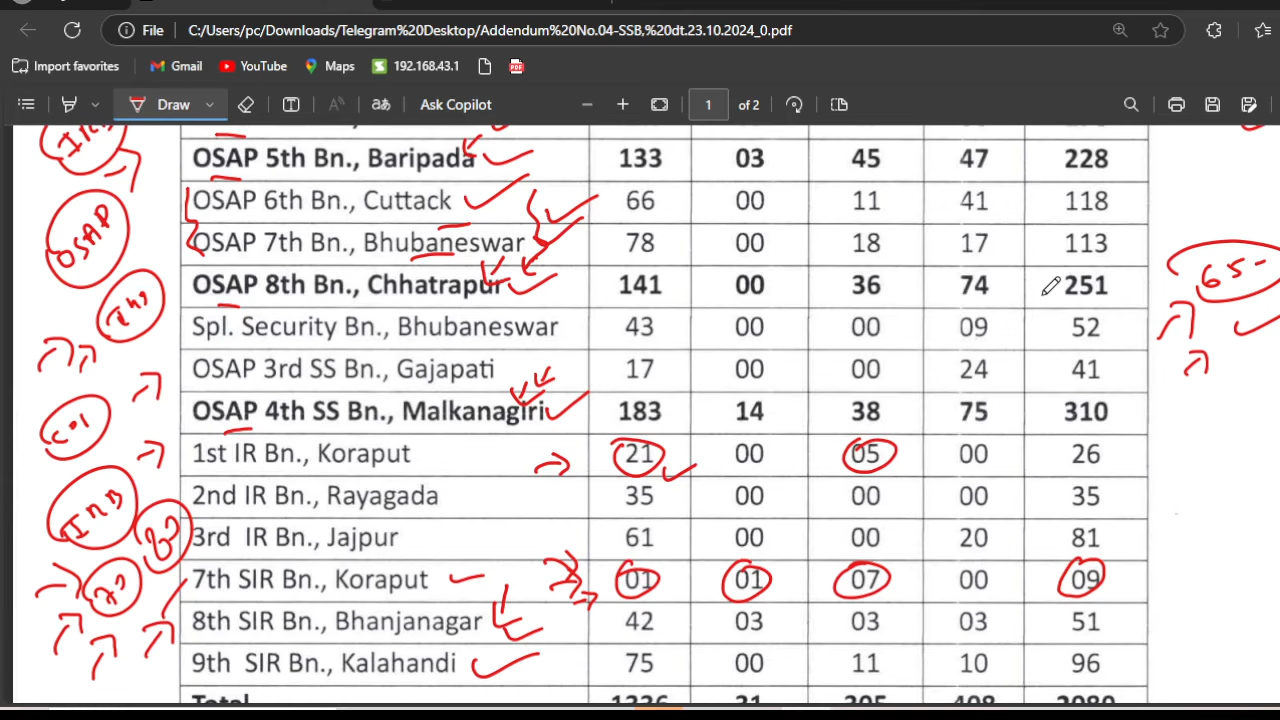 File C:/Users/pc/Downloads/Telegram%20Desktop/Addendum%20No.04-SSB,%20dt.23.10.2024_0.pdf
Import favorites Gmail YouTube Maps S 192.168.43.1 PDF
Draw T A aあ Ask Copilot 1 of 2
OSAP 5th Bn., Baripada 133 03 45 47 228
OSAP 6th Bn., Cuttack 66 00 11 41 118
OSAP
OSAP 7th Bn., Bhubaneswar 78 00 18 17 113
65-
OSAP 8th Bn., Chhatrapur 141 00 36 74 251
Spl. Security Bn., Bhubaneswar 43 00 00 09 52
OSAP 3rd SS Bn., Gajapati 17 00 00 24 41
OSAP 4th SS Bn., Malkanagiri 183 14 38 75 310
1st IR Bn., Koraput 21 00 05 00 26
2nd IR Bn., Rayagada 35 00 00 00 35
IRB
3rd IR Bn., Jajpur 61 00 00 20 81
7th SIR Bn., Koraput 01 01 07 00 09
8th SIR Bn., Bhanjanagar 42 03 03 03 51
9th SIR Bn., Kalahandi 75 00 11 10 96